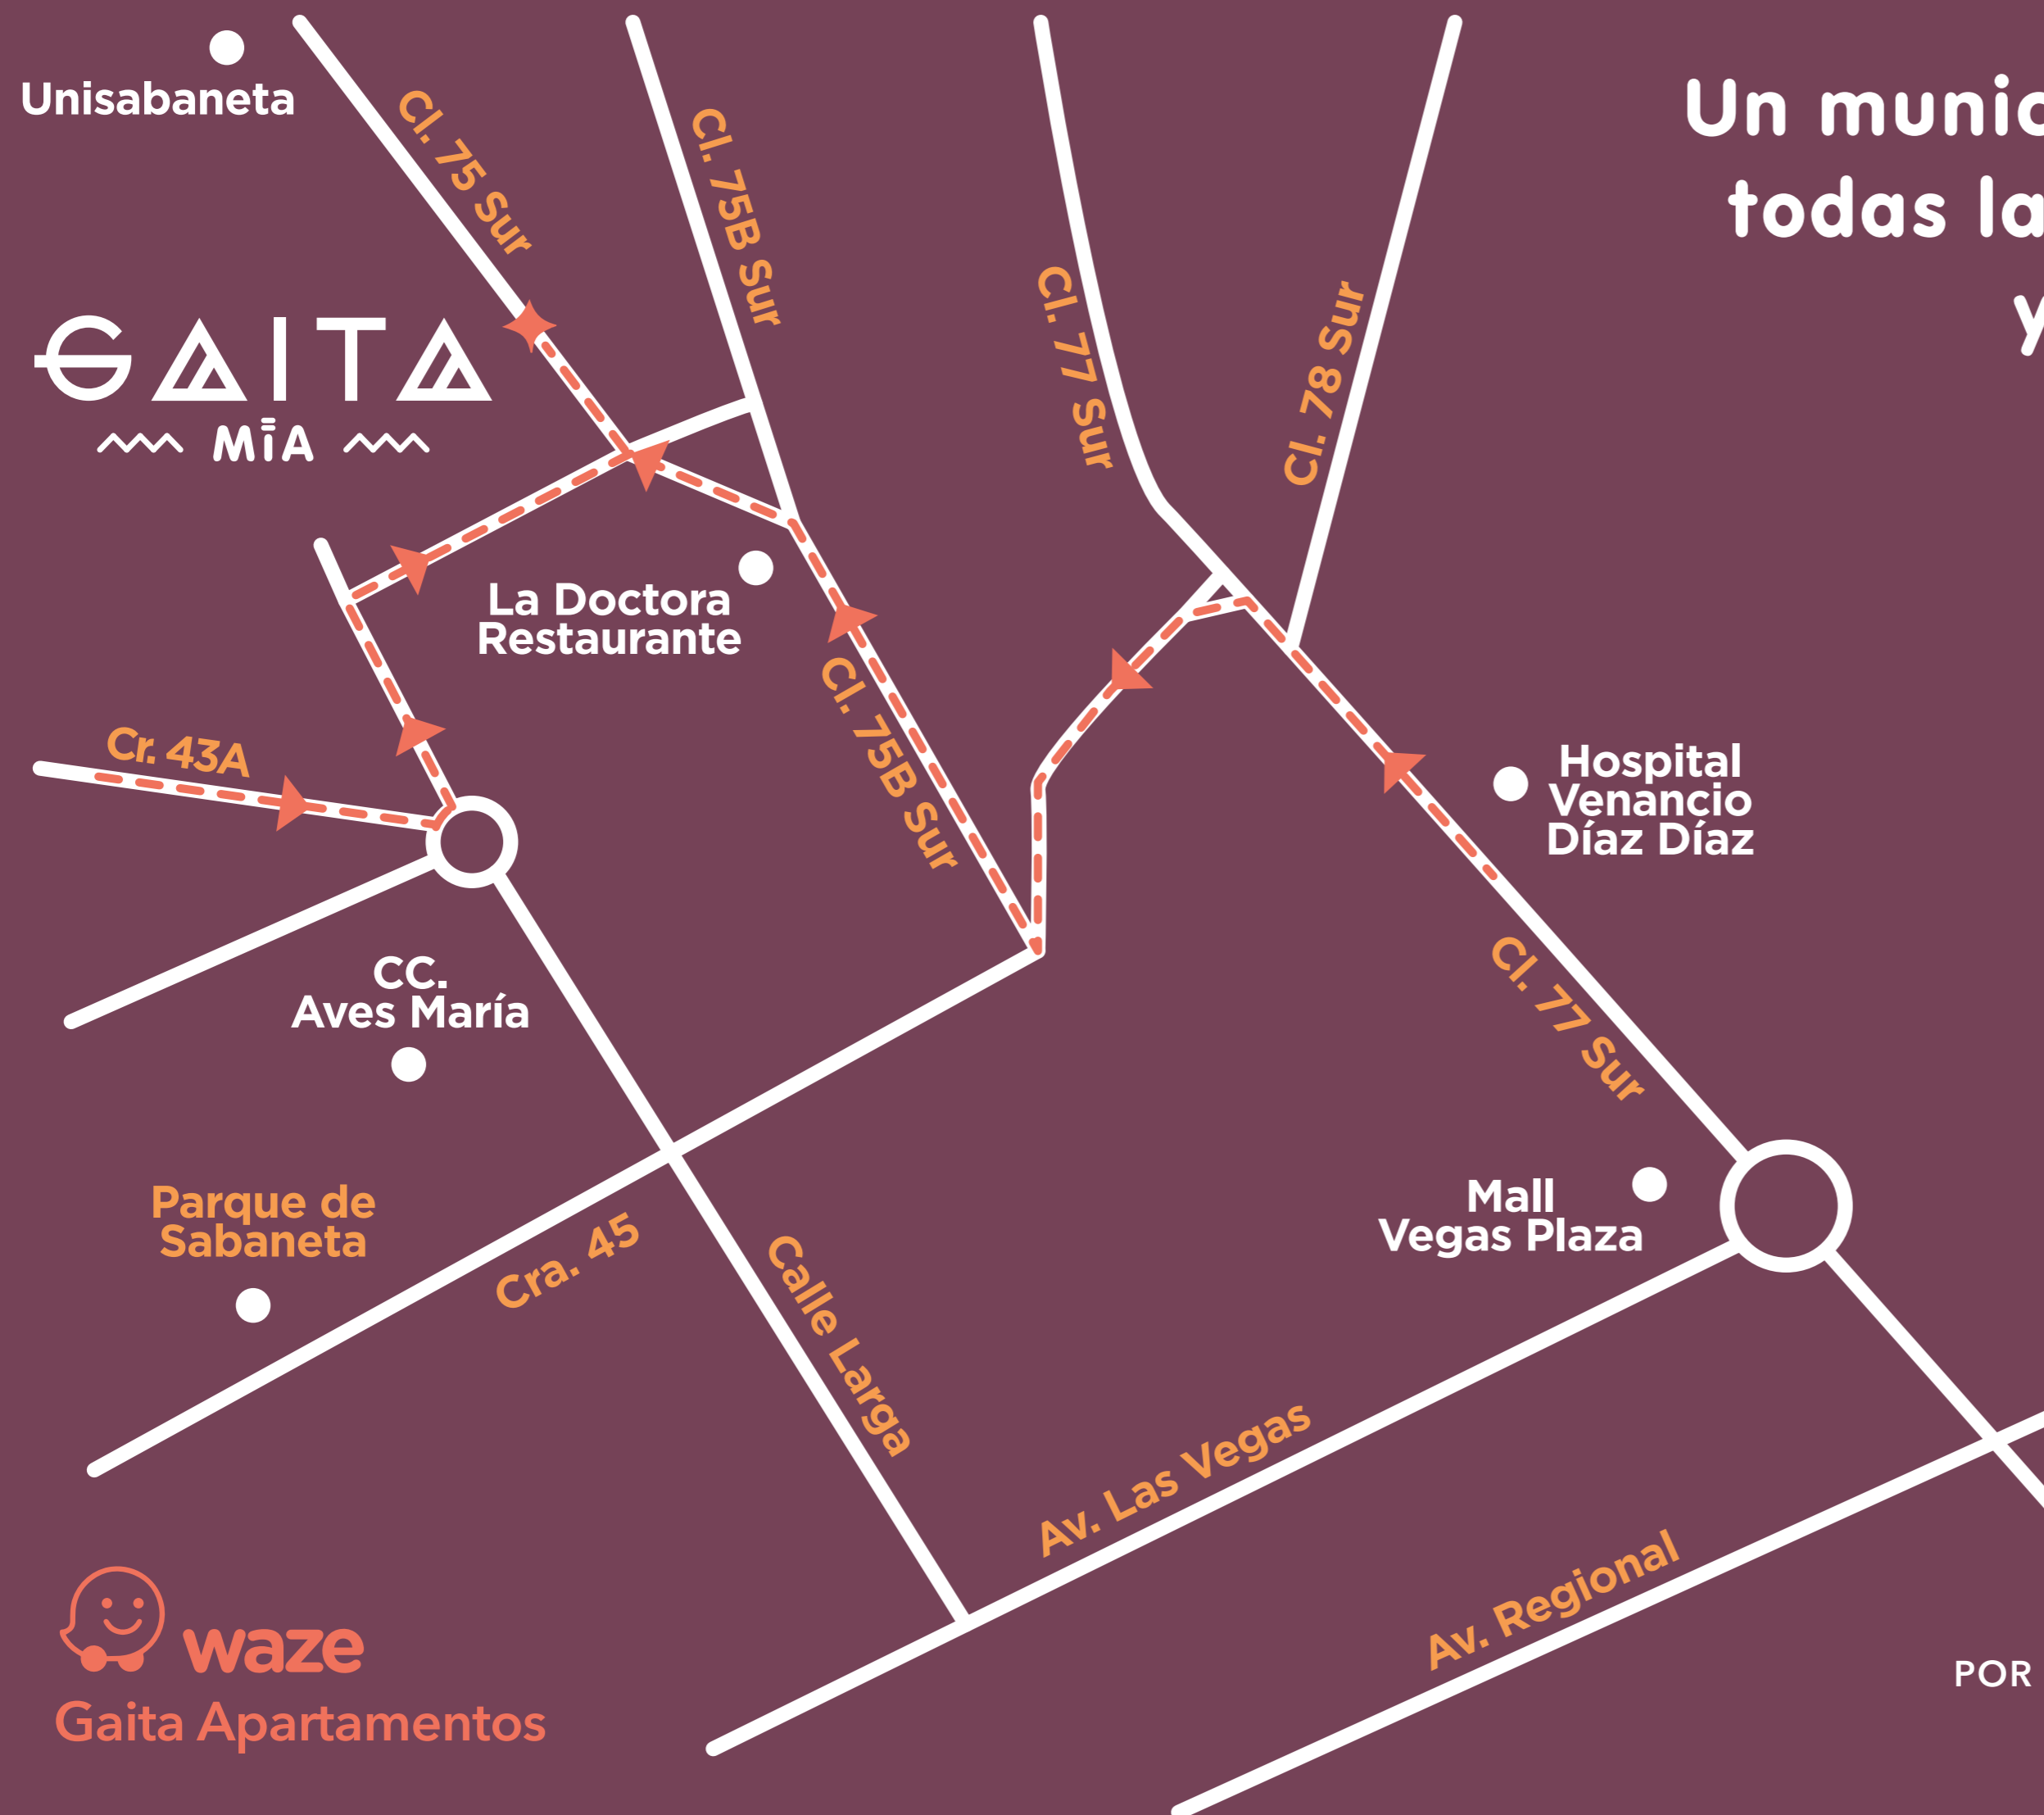 Unisabaneta
Cl. 75 sur
Cl. 75B Sur
Cl. 77 Sur
Cl. 78 Sur
Un munic
todas la
y
GAITA
MÍA
La Doctora
Restaurante
Cl. 75B Sur
Cr. 43A
Hospital
Venancio
Díaz Díaz
Cl. 77 Sur
CC.
Aves María
Parque de
Sabaneta
Cra. 45
Calle Larga
Mall
Vegas Plaza
Av. Las Vegas
Av. Regional
waze
Gaita Apartamentos
POR